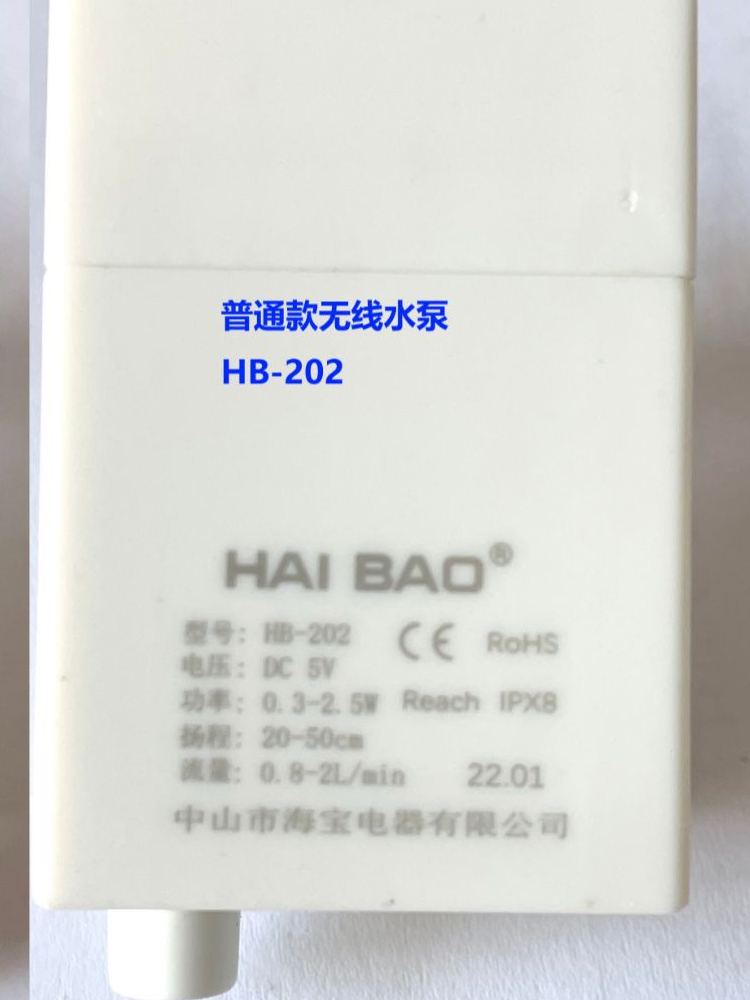 普通款无线水泵
HB-202
HAI BAO®
型号: HB-202 CE RoHS
电压: DC 5V
功率: 0.3-2.5W Reach IPX8
扬程: 20-50cm
流量: 0.8-2L/min 22.01
中山市海宝电器有限公司